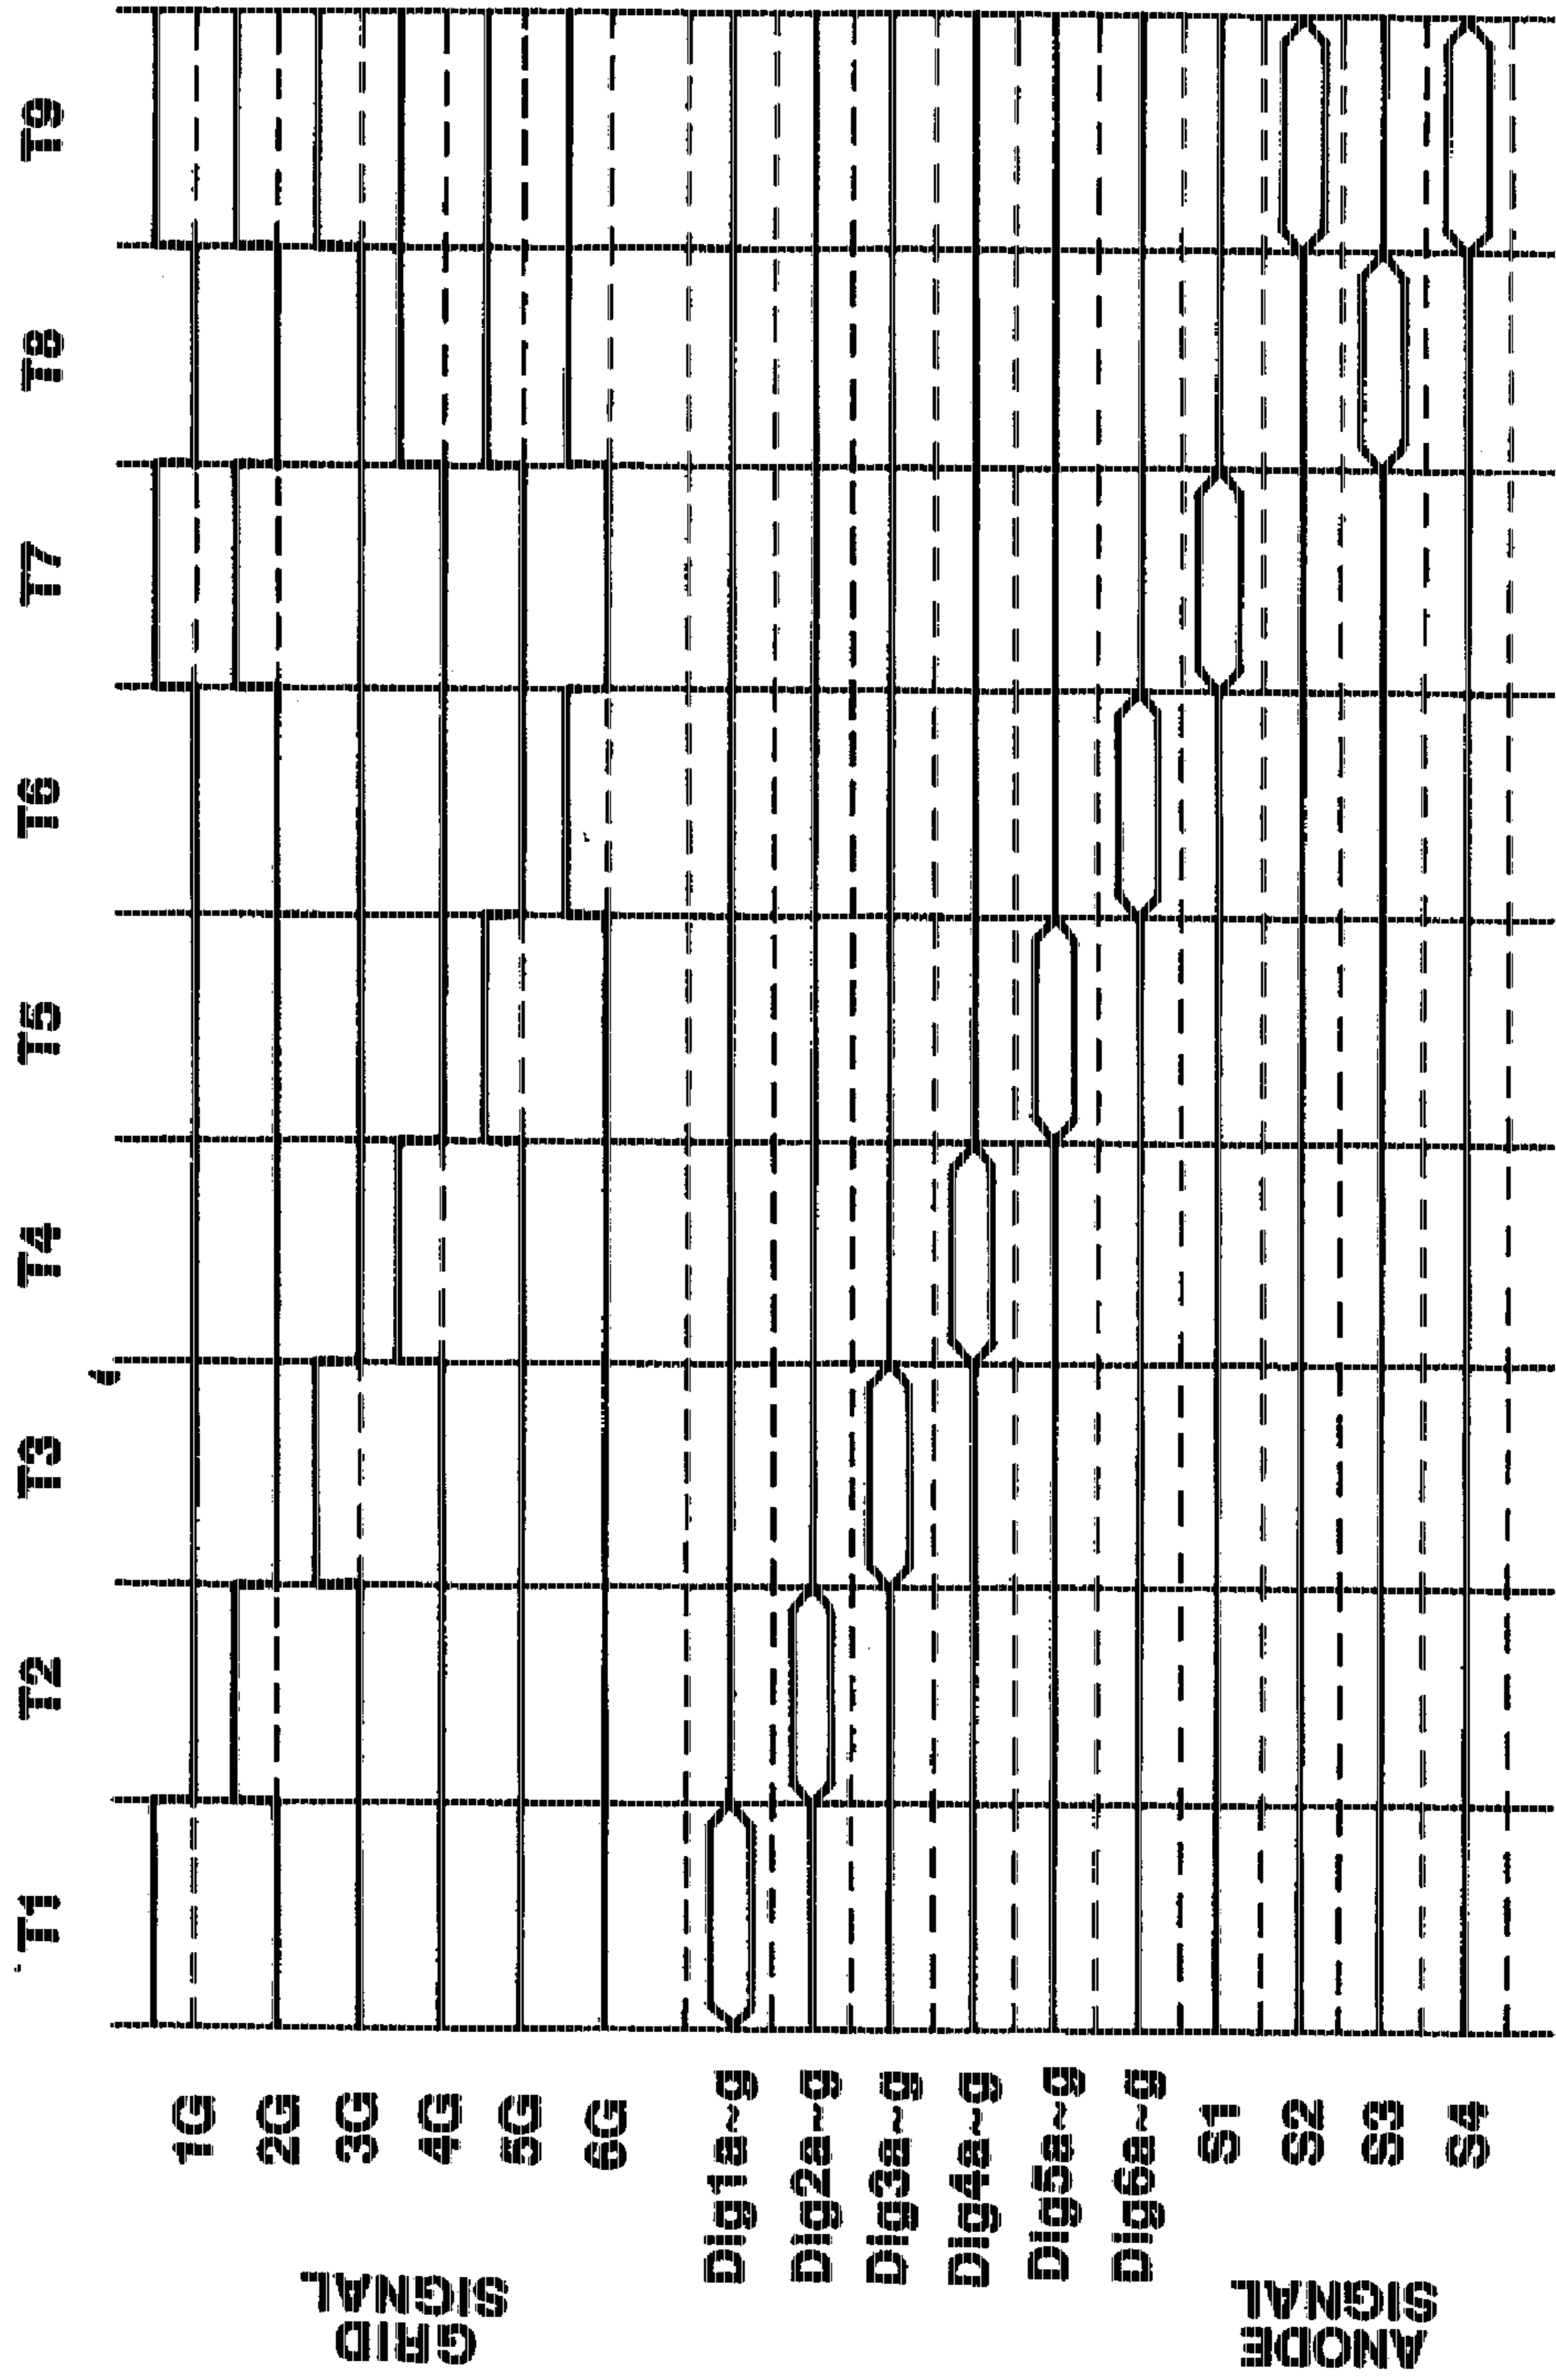 T1 T2 T3 T4 T5 T6 T7 T8 T9
GRID
SIGNAL
1G
2G
3G
4G
5G
6G
Dig1a~g
Dig2a~g
Dig3a~g
Dig4a~g
Dig5a~g
Dig6a~g
ANODE
SIGNAL
S1
S2
S3
S4